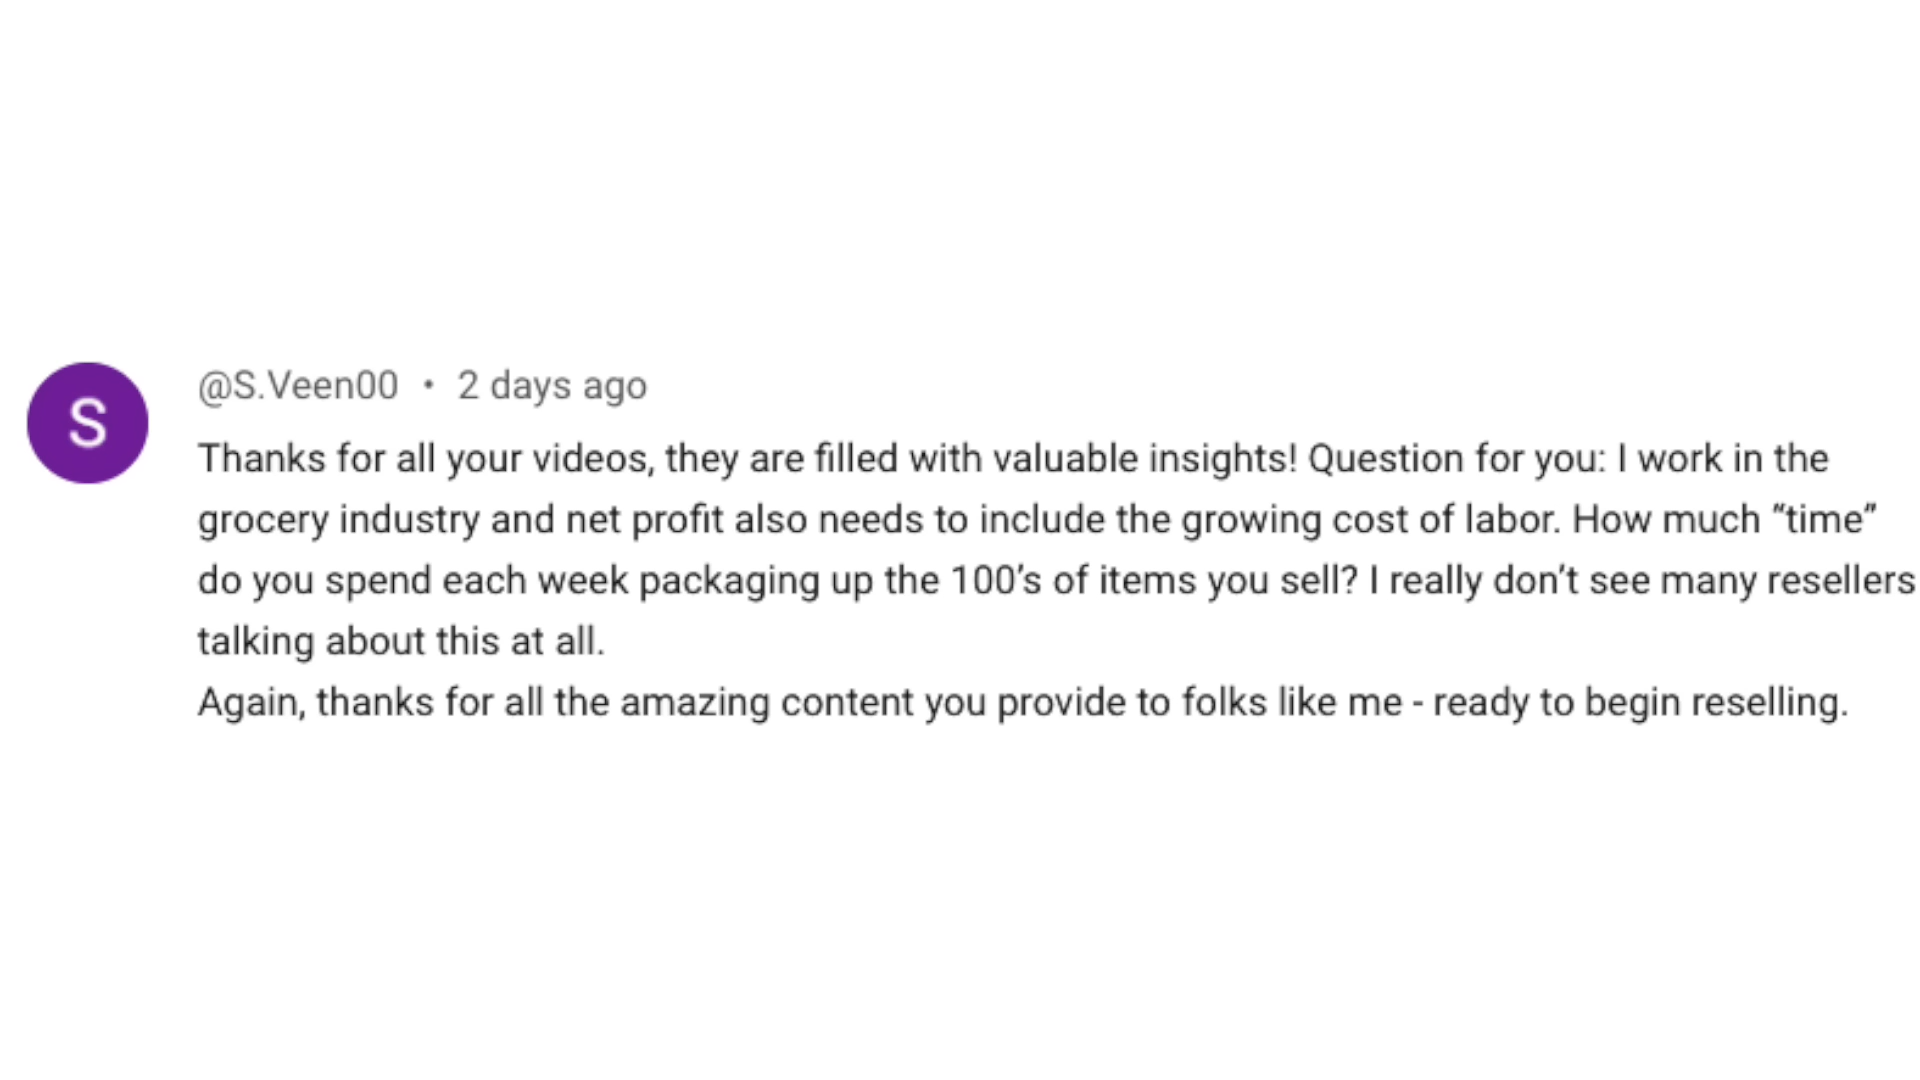 S
@S.Veen00 • 2 days ago
Thanks for all your videos, they are filled with valuable insights! Question for you: I work in the
grocery industry and net profit also needs to include the growing cost of labor. How much “time”
do you spend each week packaging up the 100’s of items you sell? I really don’t see many resellers
talking about this at all.
Again, thanks for all the amazing content you provide to folks like me - ready to begin reselling.